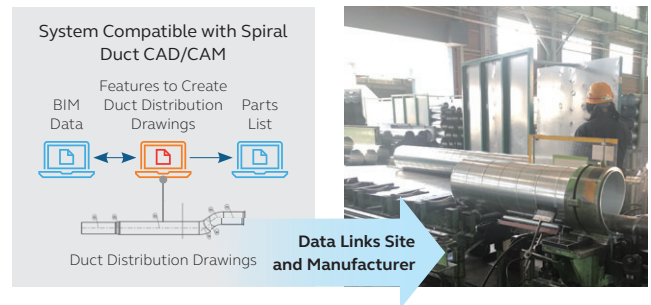 System Compatible with Spiral
Duct CAD/CAM
Features to Create
BIM Duct Distribution Parts
Data Drawings List
Duct Distribution Drawings
Data Links Site
and Manufacturer